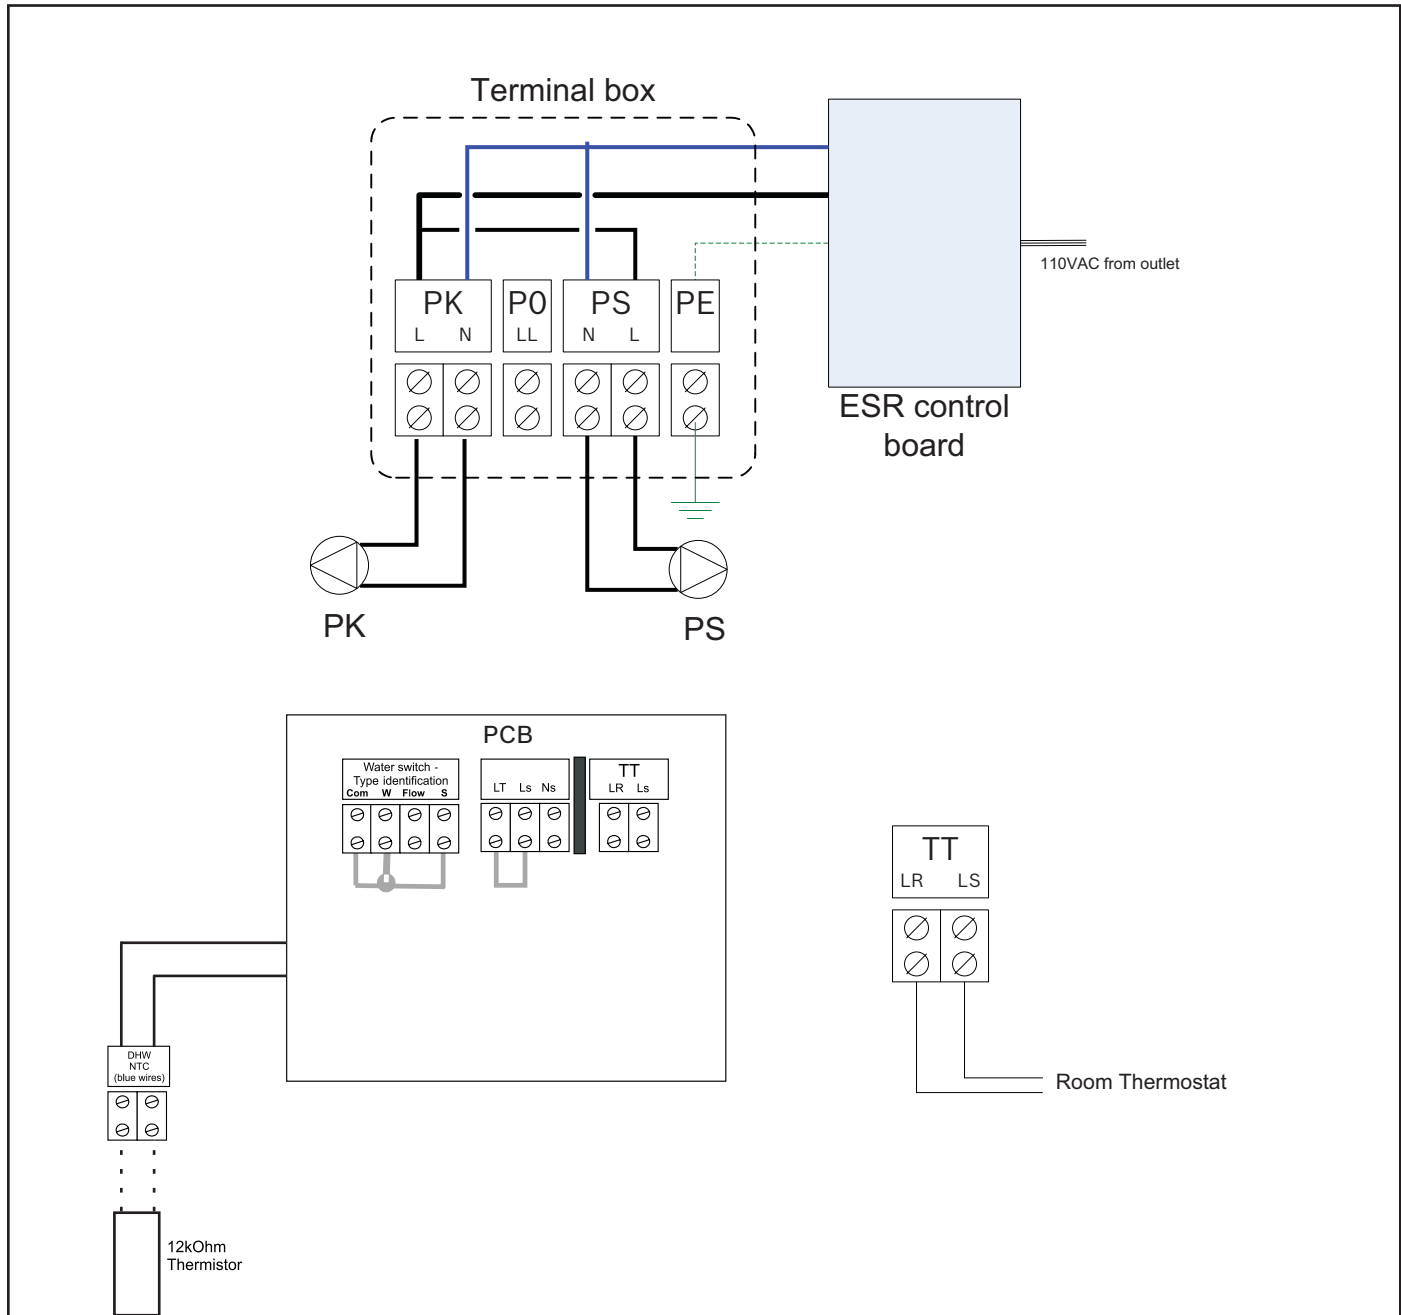 Terminal box
110VAC from outlet
PK
P0
PS
PE
L N
LL
N L
ESR control
board
PK
PS
PCB
Water switch -
Type identification
Com W Flow S
LT Ls Ns
TT
LR Ls
TT
LR LS
Room Thermostat
DHW
NTC
(blue wires)
12kOhm
Thermistor